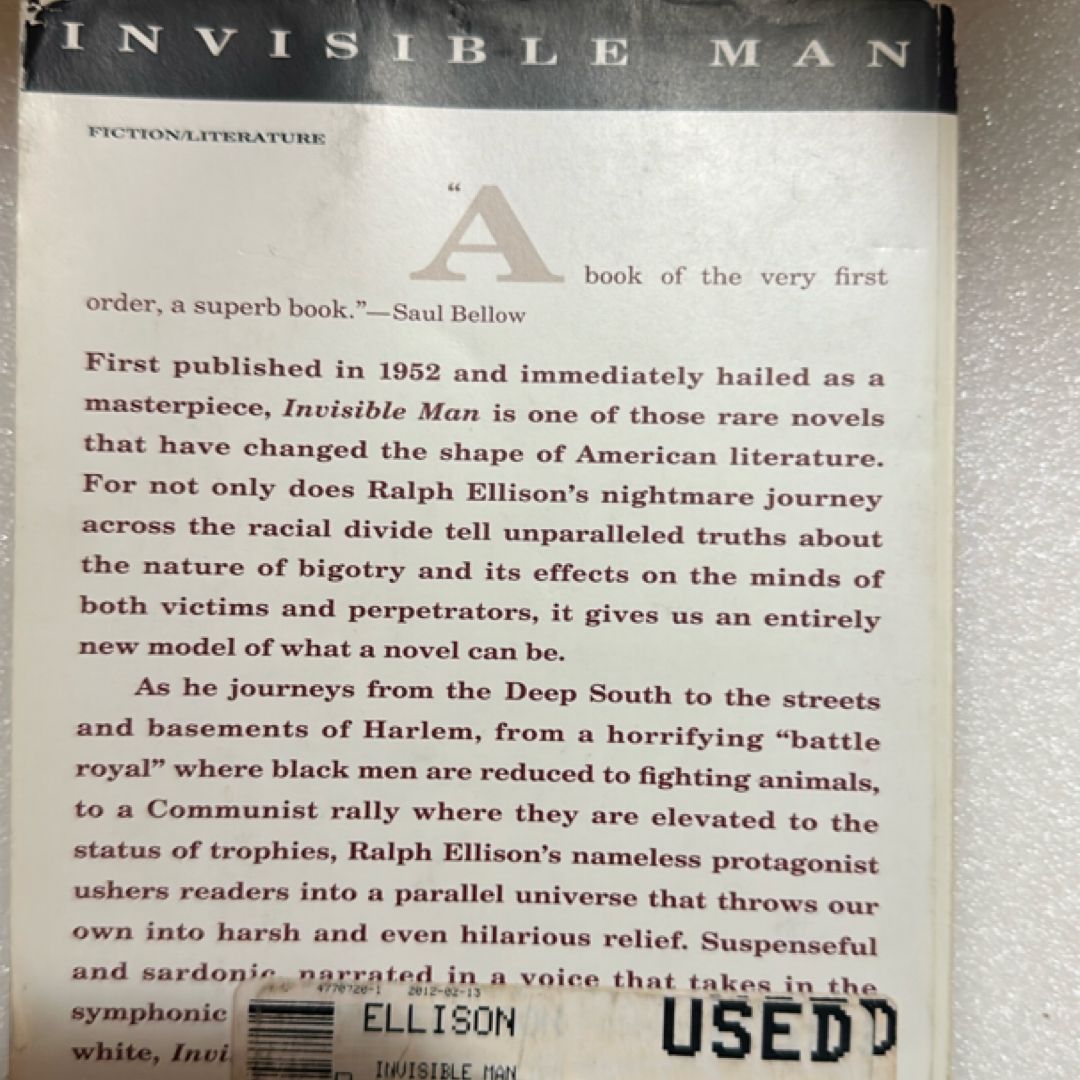 INVISIBLE MAN
FICTION/LITERATURE
“A book of the very first
order, a superb book.”—Saul Bellow
First published in 1952 and immediately hailed as a
masterpiece, Invisible Man is one of those rare novels
that have changed the shape of American literature.
For not only does Ralph Ellison’s nightmare journey
across the racial divide tell unparalleled truths about
the nature of bigotry and its effects on the minds of
both victims and perpetrators, it gives us an entirely
new model of what a novel can be.
As he journeys from the Deep South to the streets
and basements of Harlem, from a horrifying “battle
royal” where black men are reduced to fighting animals,
to a Communist rally where they are elevated to the
status of trophies, Ralph Ellison’s nameless protagonist
ushers readers into a parallel universe that throws our
own into harsh and even hilarious relief. Suspenseful
and sardonic, narrated in a voice that takes in the
symphonic
white, Invi
4770720-1 2012-02-13
ELLISON USED
INVISIBLE MAN